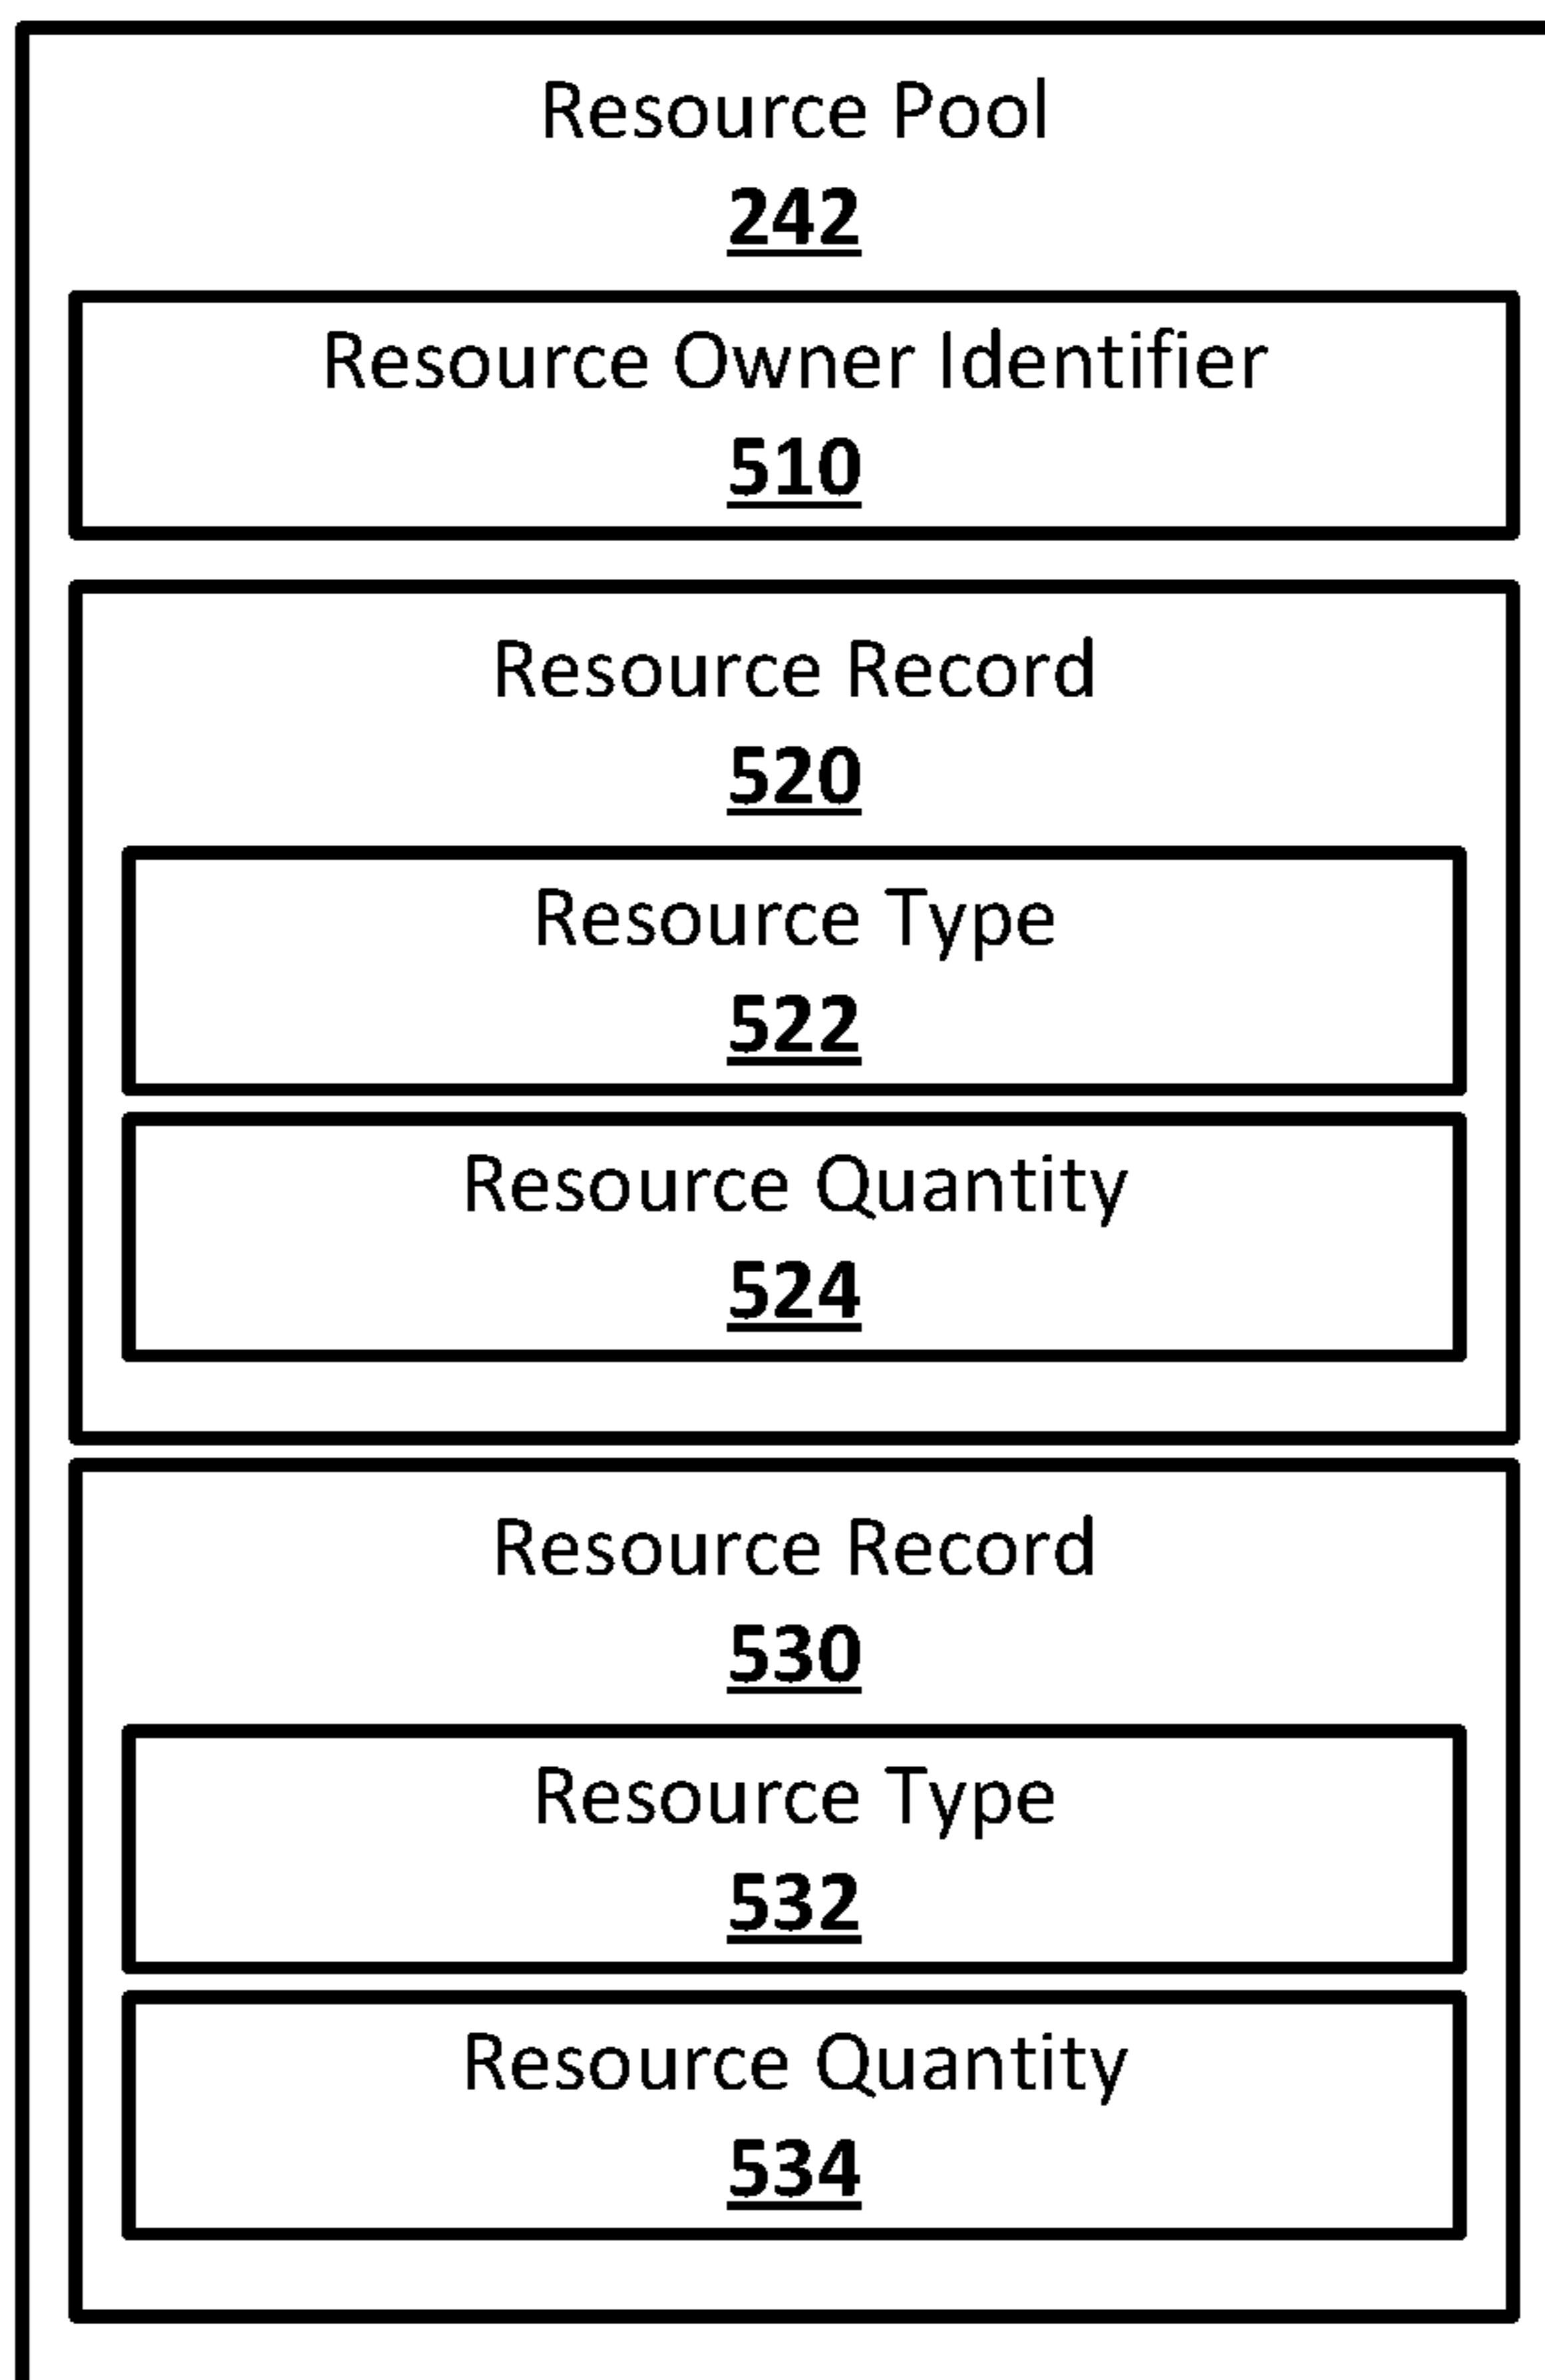 Resource Pool
242
Resource Owner Identifier
510
Resource Record
520
Resource Type
522
Resource Quantity
524
Resource Record
530
Resource Type
532
Resource Quantity
534